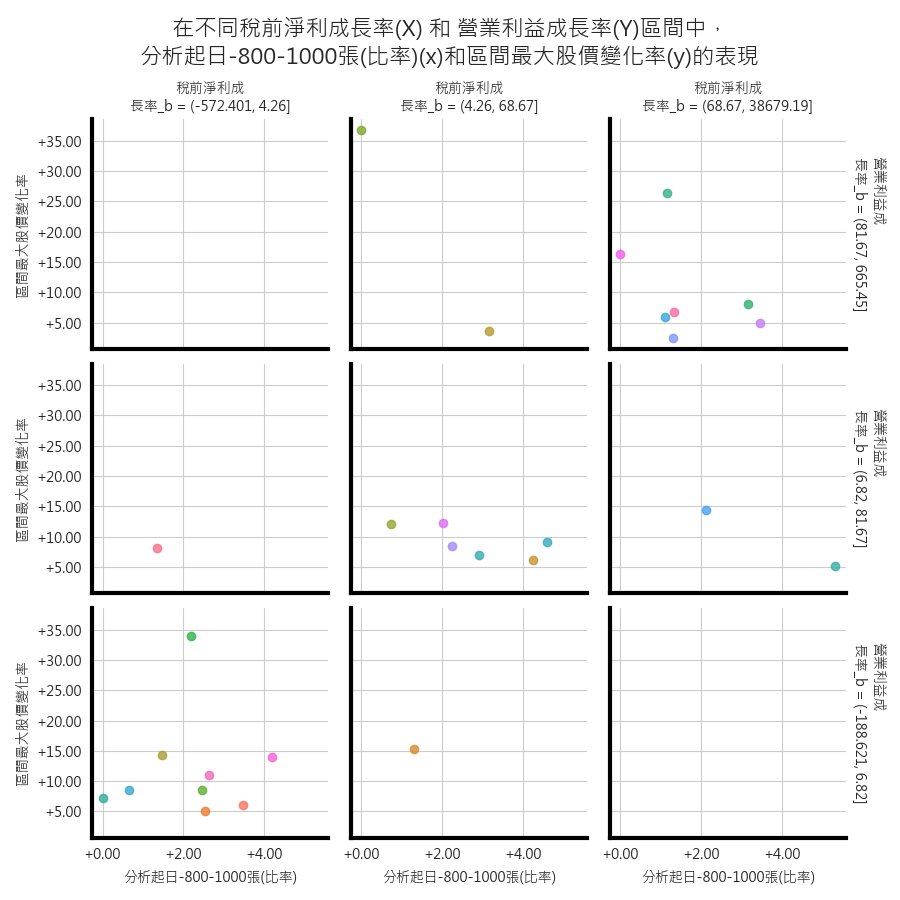 在不同稅前淨利成長率(X) 和 營業利益成長率(Y)區間中，
分析起日-800-1000張(比率)(x)和區間最大股價變化率(y)的表現
稅前淨利成
長率_b = (-572.401, 4.26]
稅前淨利成
長率_b = (4.26, 68.67]
稅前淨利成
長率_b = (68.67, 38679.19]
+35.00
+30.00
+25.00
+20.00
+15.00
+10.00
+5.00
區間最大股價變化率
營業利益成
長率_b = (81.67, 665.45]
+35.00
+30.00
+25.00
+20.00
+15.00
+10.00
+5.00
區間最大股價變化率
營業利益成
長率_b = (6.82, 81.67]
+35.00
+30.00
+25.00
+20.00
+15.00
+10.00
+5.00
區間最大股價變化率
營業利益成
長率_b = (-188.621, 6.82]
+0.00 +2.00 +4.00
+0.00 +2.00 +4.00
+0.00 +2.00 +4.00
分析起日-800-1000張(比率)
分析起日-800-1000張(比率)
分析起日-800-1000張(比率)